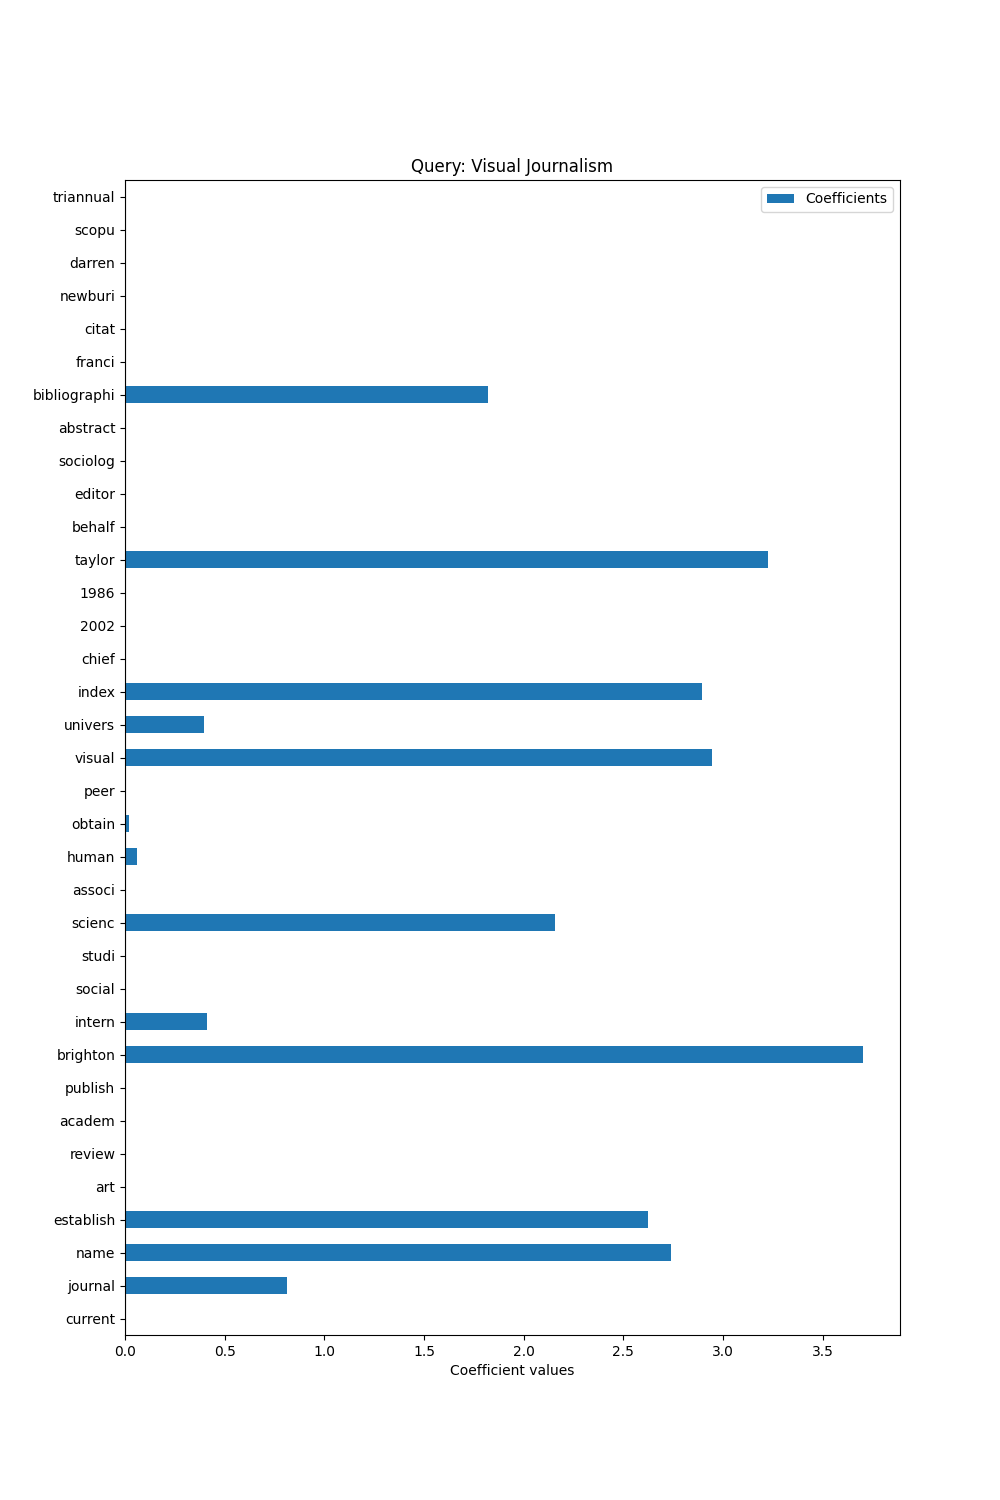 Query: Visual Journalism
Coefficients
triannual
scopu
darren
newburi
citat
franci
bibliographi
abstract
sociolog
editor
behalf
taylor
1986
2002
chief
index
univers
visual
peer
obtain
human
associ
scienc
studi
social
intern
brighton
publish
academ
review
art
establish
name
journal
current
0.0 0.5 1.0 1.5 2.0 2.5 3.0 3.5
Coefficient values